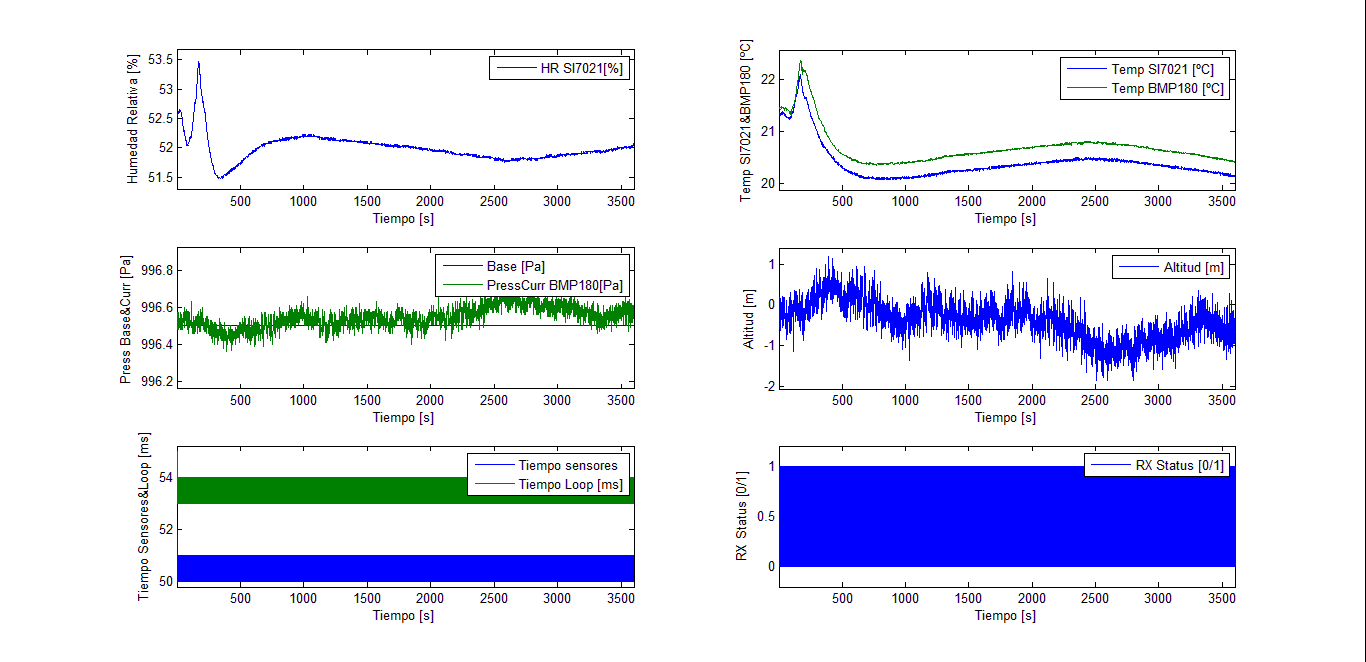 Humedad Relativa [%]
53.5
53
52.5
52
51.5
HR SI7021[%]
500 1000 1500 2000 2500 3000 3500
Tiempo [s]
Temp SI7021&BMP180 [ºC]
22
21
20
Temp SI7021 [ºC]
Temp BMP180 [ºC]
500 1000 1500 2000 2500 3000 3500
Tiempo [s]
Press Base&Curr [Pa]
996.8
996.6
996.4
996.2
Base [Pa]
PressCurr BMP180[Pa]
500 1000 1500 2000 2500 3000 3500
Tiempo [s]
Altitud [m]
1
0
-1
-2
Altitud [m]
500 1000 1500 2000 2500 3000 3500
Tiempo [s]
Tiempo Sensores&Loop [ms]
54
52
50
Tiempo sensores
Tiempo Loop [ms]
500 1000 1500 2000 2500 3000 3500
Tiempo [s]
RX Status [0/1]
1
0.5
0
RX Status [0/1]
500 1000 1500 2000 2500 3000 3500
Tiempo [s]